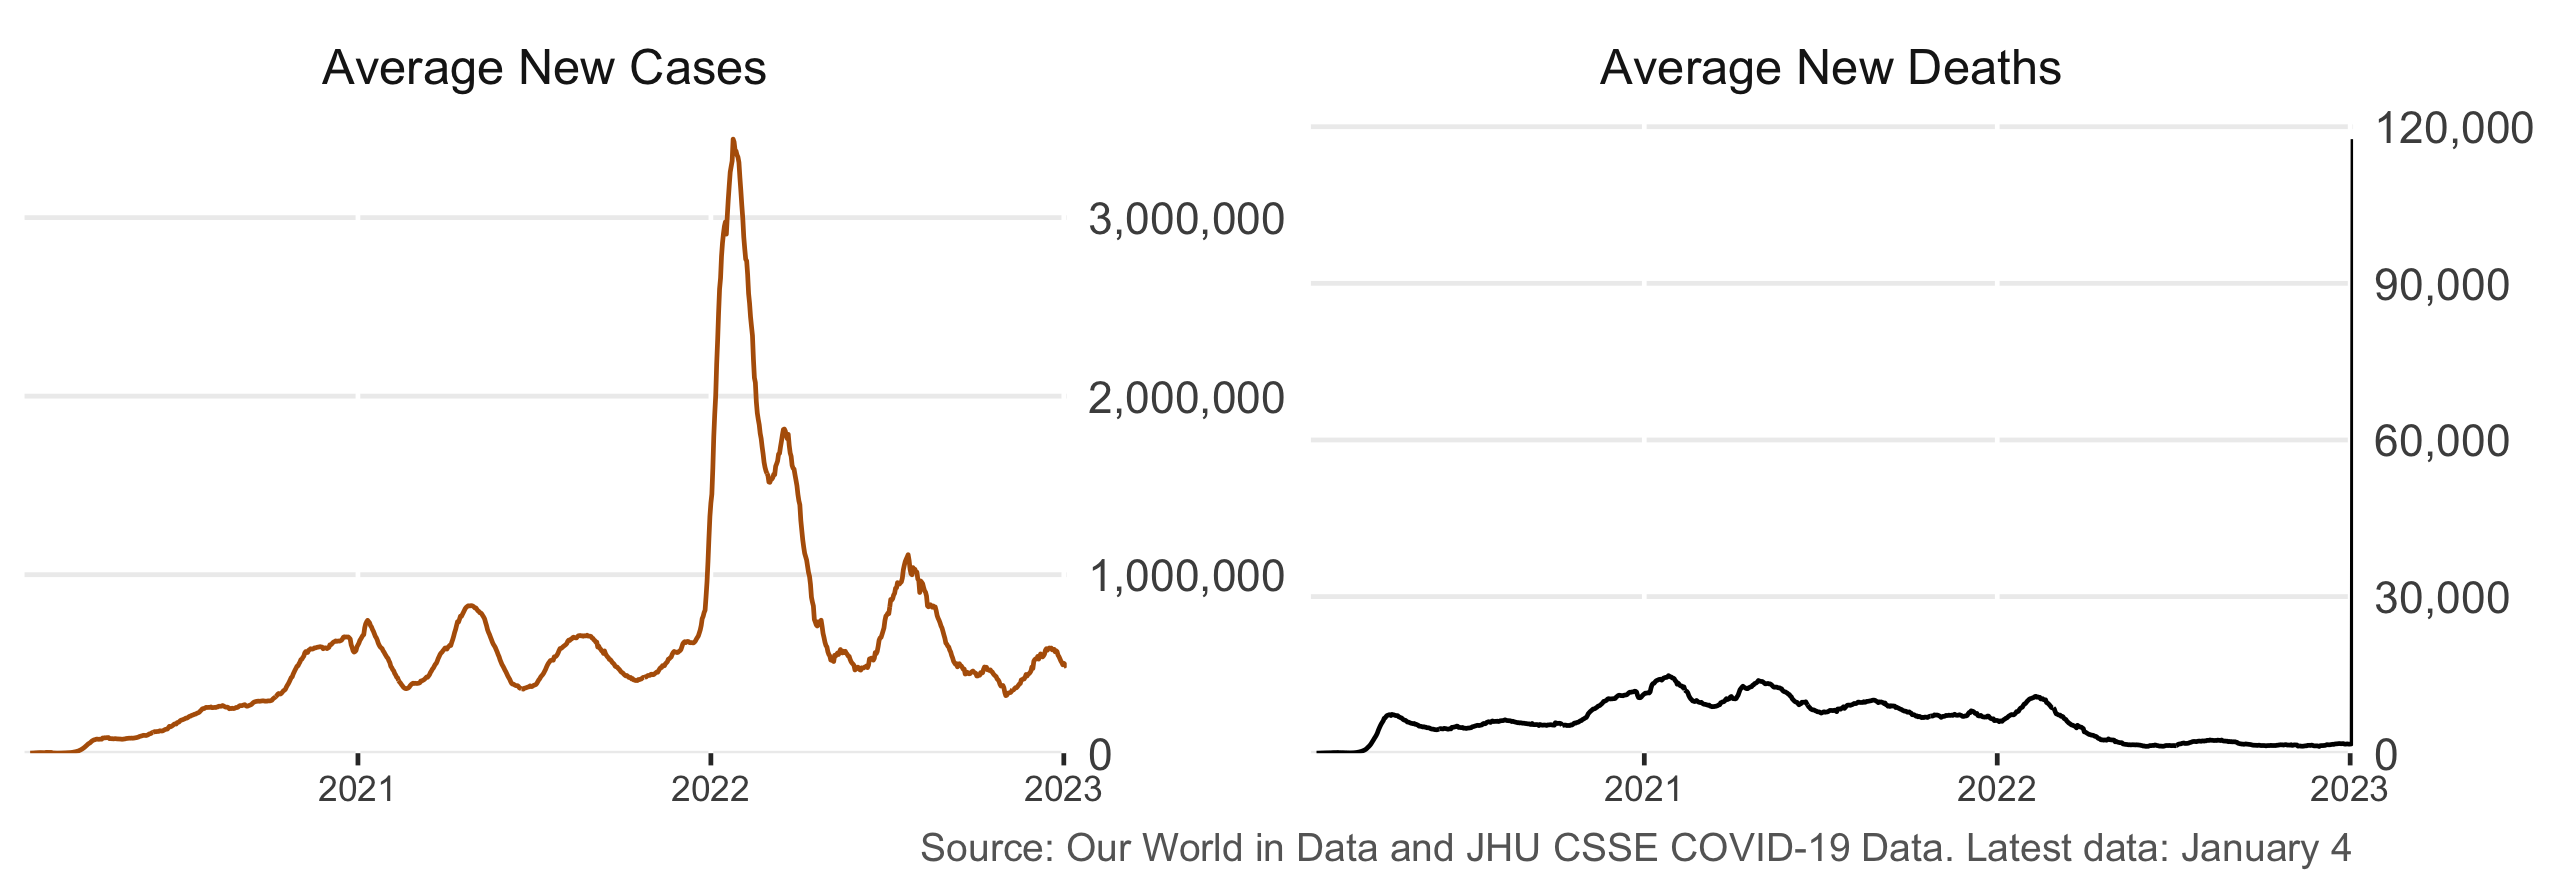 Average New Cases
3,000,000
2,000,000
1,000,000
0
2021 2022 2023
Average New Deaths
120,000
90,000
60,000
30,000
0
2021 2022 2023
Source: Our World in Data and JHU CSSE COVID-19 Data. Latest data: January 4